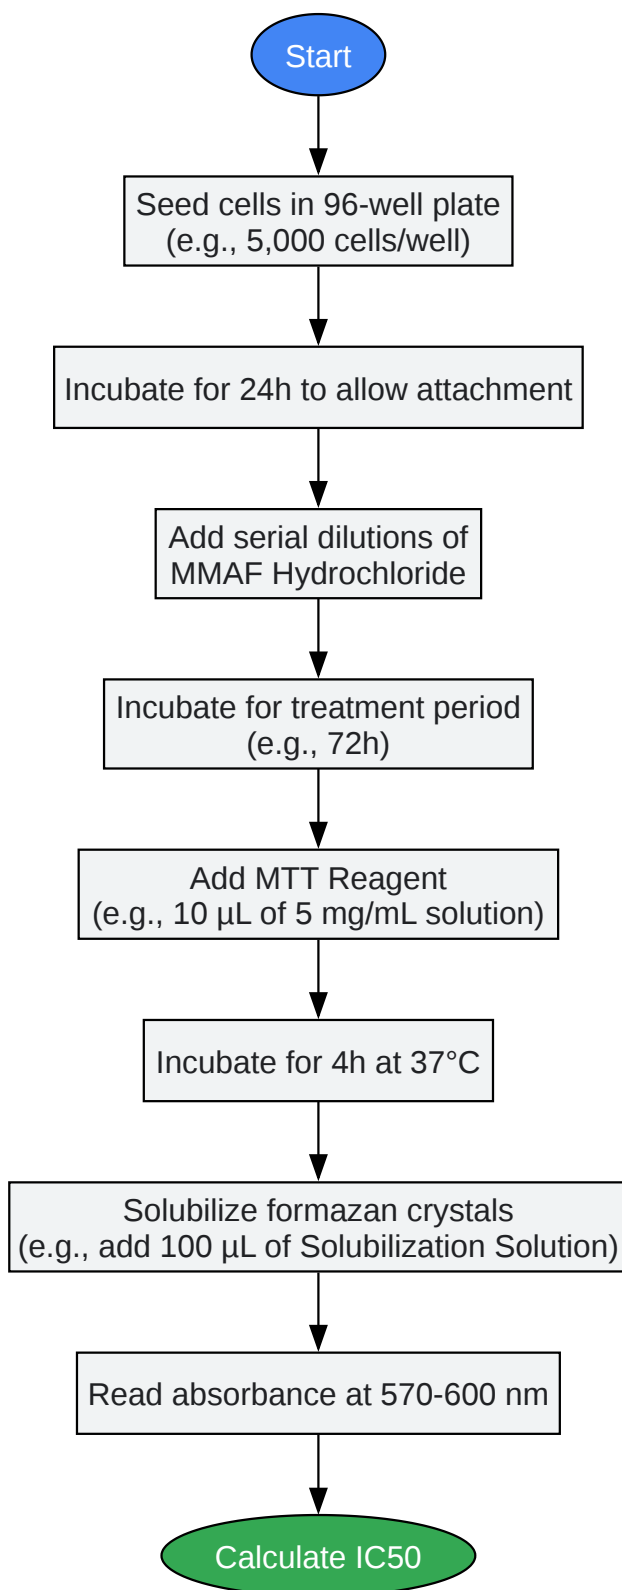 Start
Seed cells in 96-well plate
(e.g., 5,000 cells/well)
Incubate for 24h to allow attachment
Add serial dilutions of
MMAF Hydrochloride
Incubate for treatment period
(e.g., 72h)
Add MTT Reagent
(e.g., 10 µL of 5 mg/mL solution)
Incubate for 4h at 37°C
Solubilize formazan crystals
(e.g., add 100 µL of Solubilization Solution)
Read absorbance at 570-600 nm
Calculate IC50